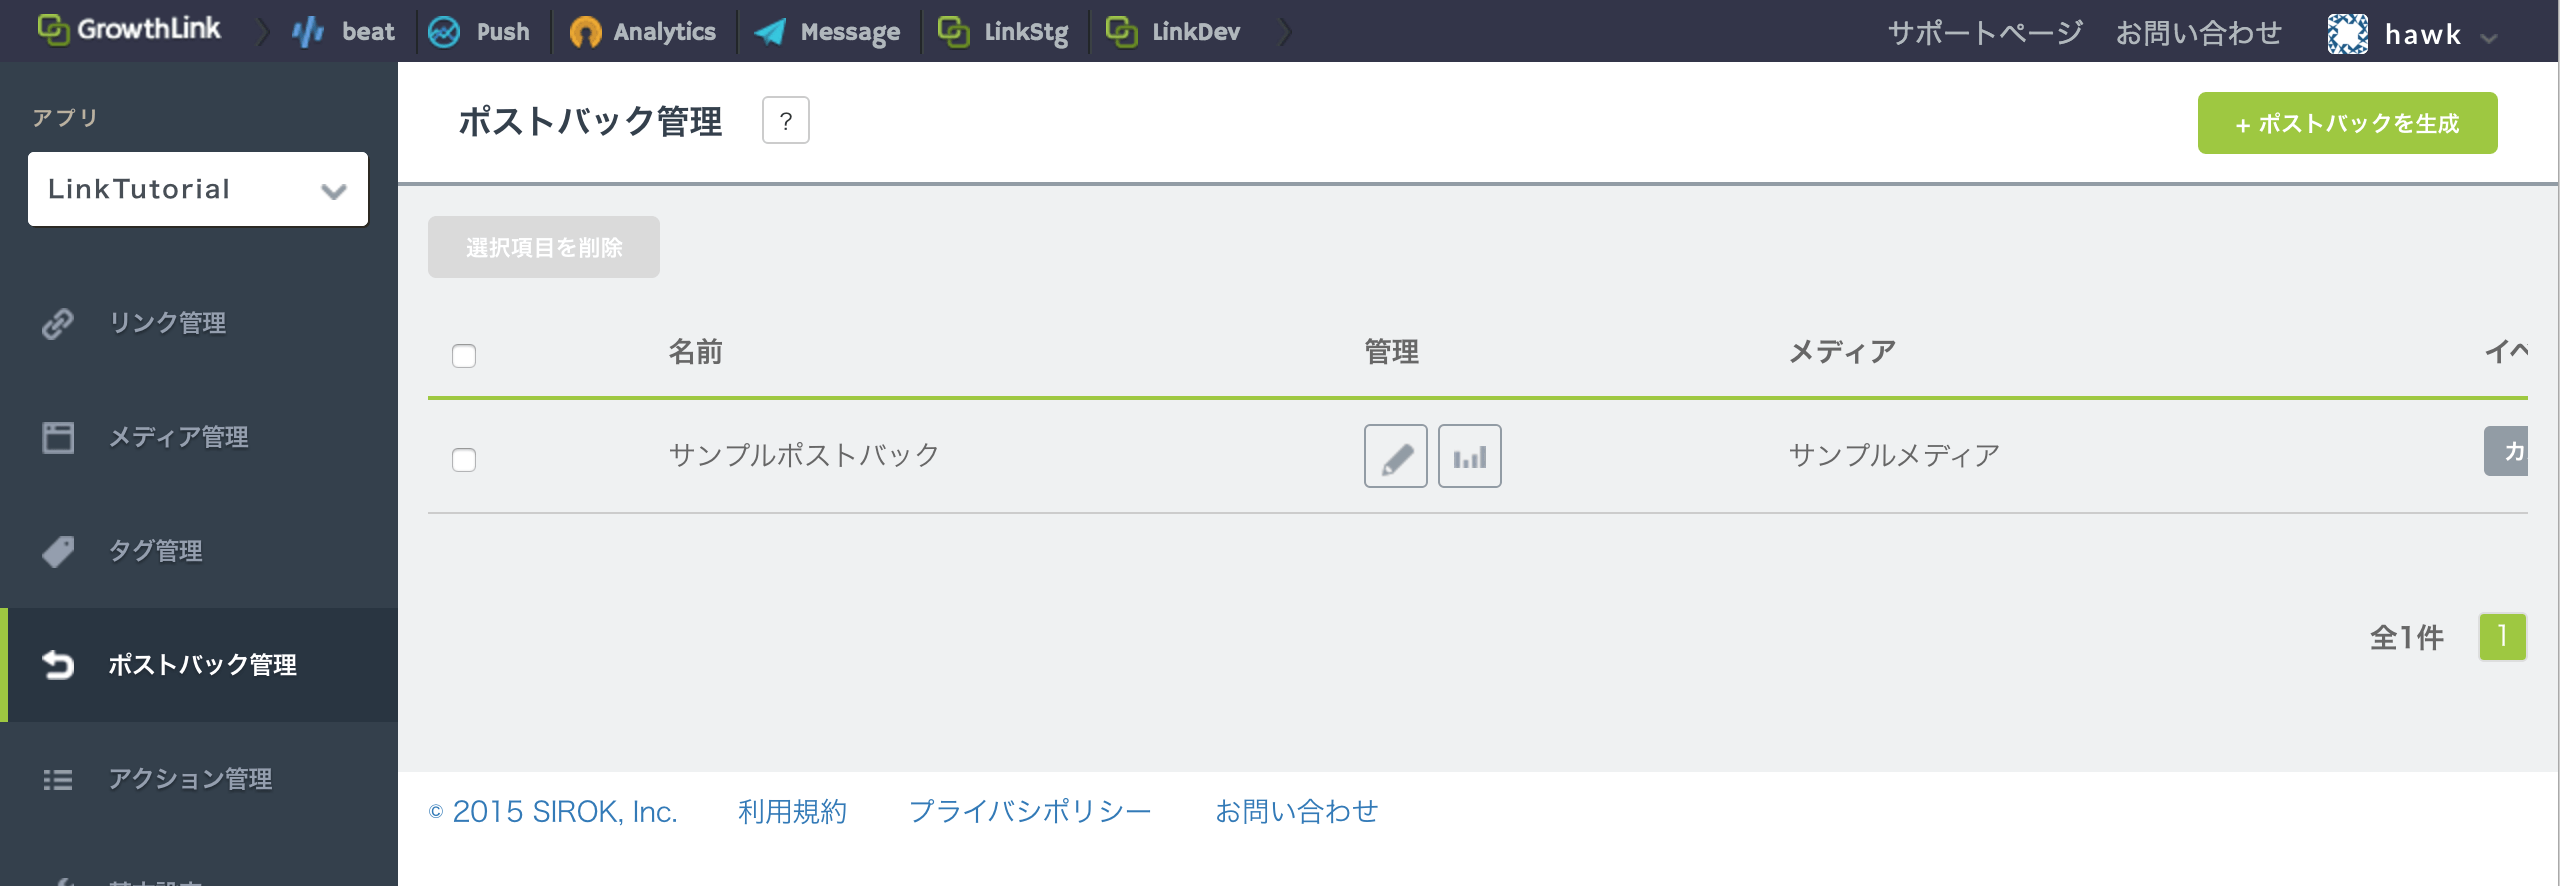 GrowthLink
beat
Push
Analytics
Message
LinkStg
LinkDev
サポートページ
お問い合わせ
hawk
アプリ
LinkTutorial
リンク管理
メディア管理
タグ管理
ポストバック管理
アクション管理
ポストバック管理
?
+ ポストバックを生成
選択項目を削除
名前
管理
メディア
イベ
サンプルポストバック
サンプルメディア
カ
全1件
1
© 2015 SIROK, Inc.
利用規約
プライバシポリシー
お問い合わせ